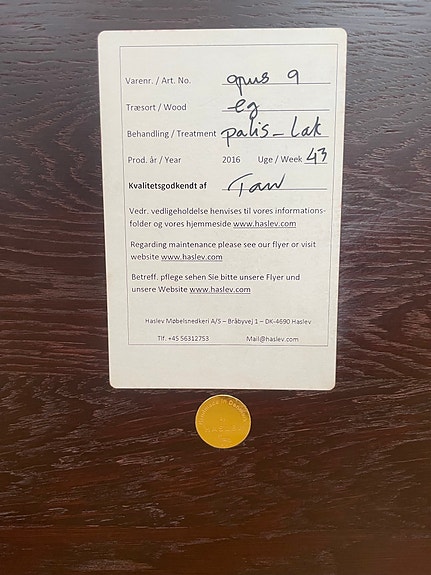 Varenr. / Art. No. opus 9
Træsort / Wood eg
Behandling / Treatment palis-Lak
Prod. år / Year 2016 Uge / Week 43
Kvalitetsgodkendt af
Vedr. vedligeholdelse henvises til vores informations-
folder og vores hjemmeside www.haslev.com
Regarding maintenance please see our flyer or visit
website www.haslev.com
Betreff. pflege sehen Sie bitte unsere Flyer und
unsere Website www.haslev.com
Haslev Møbelsnedkeri A/S – Bråbyvej 1 – DK-4690 Haslev
Tlf. +45 56312753 Mail@haslev.com